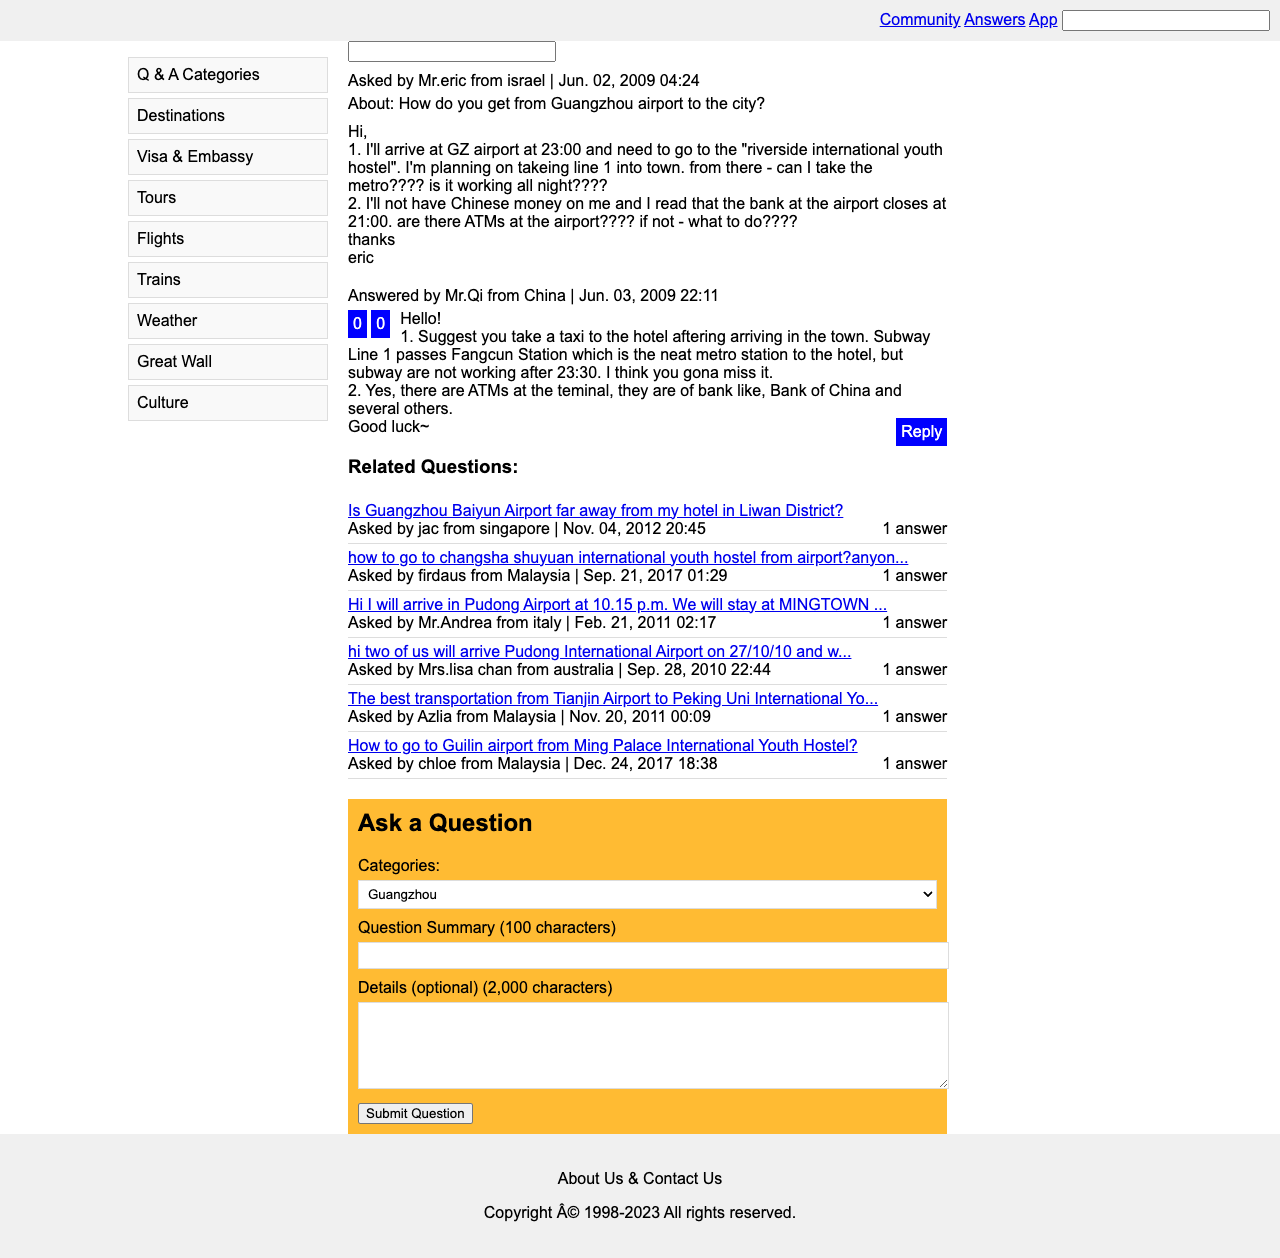 Community Answers App
Q & A Categories
Destinations
Visa & Embassy
Tours
Flights
Trains
Weather
Great Wall
Culture
Asked by Mr.eric from israel | Jun. 02, 2009 04:24
About: How do you get from Guangzhou airport to the city?
Hi,
1. I'll arrive at GZ airport at 23:00 and need to go to the "riverside international youth
hostel". I'm planning on takeing line 1 into town. from there - can I take the
metro???? is it working all night????
2. I'll not have Chinese money on me and I read that the bank at the airport closes at
21:00. are there ATMs at the airport???? if not - what to do????
thanks
eric
Answered by Mr.Qi from China | Jun. 03, 2009 22:11
0 0 Hello!
1. Suggest you take a taxi to the hotel aftering arriving in the town. Subway
Line 1 passes Fangcun Station which is the neat metro station to the hotel, but
subway are not working after 23:30. I think you gona miss it.
2. Yes, there are ATMs at the teminal, they are of bank like, Bank of China and
several others.
Good luck~
Reply
Related Questions:
Is Guangzhou Baiyun Airport far away from my hotel in Liwan District?
Asked by jac from singapore | Nov. 04, 2012 20:45 1 answer
how to go to changsha shuyuan international youth hostel from airport?anyon...
Asked by firdaus from Malaysia | Sep. 21, 2017 01:29 1 answer
Hi I will arrive in Pudong Airport at 10.15 p.m. We will stay at MINGTOWN ...
Asked by Mr.Andrea from italy | Feb. 21, 2011 02:17 1 answer
hi two of us will arrive Pudong International Airport on 27/10/10 and w...
Asked by Mrs.lisa chan from australia | Sep. 28, 2010 22:44 1 answer
The best transportation from Tianjin Airport to Peking Uni International Yo...
Asked by Azlia from Malaysia | Nov. 20, 2011 00:09 1 answer
How to go to Guilin airport from Ming Palace International Youth Hostel?
Asked by chloe from Malaysia | Dec. 24, 2017 18:38 1 answer
Ask a Question
Categories:
Guangzhou
Question Summary (100 characters)
Details (optional) (2,000 characters)
Submit Question
About Us & Contact Us
Copyright Â© 1998-2023 All rights reserved.